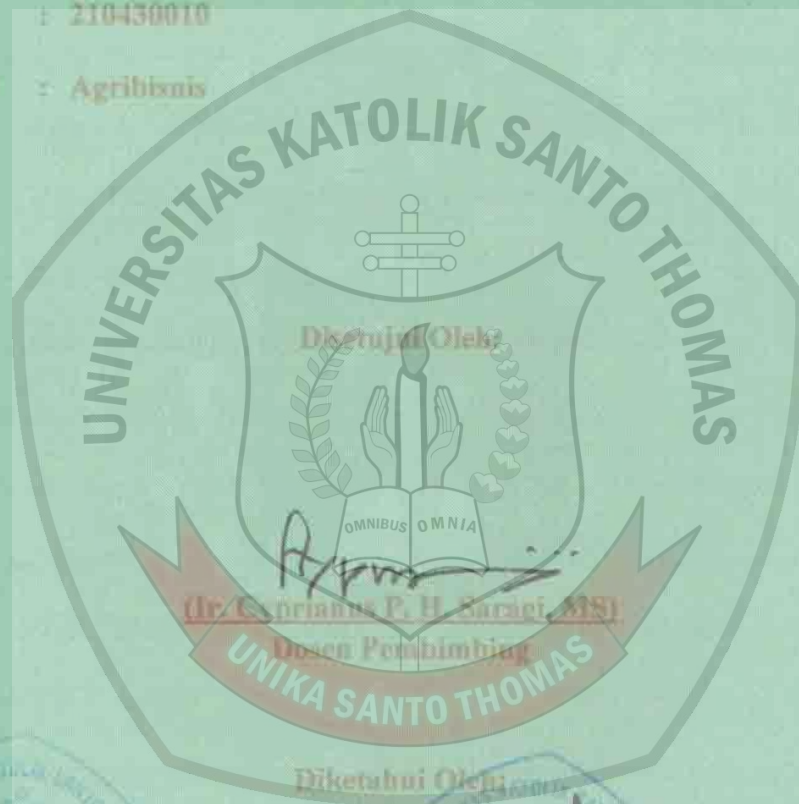 : 210430010
: Agribisnis
UNIVERSITAS KATOLIK SANTO THOMAS
Disetujui Oleh:
OMNIBUS OMNIA
(Ir. Cyprianus P. H. Saragi, MS)
Dosen Pembimbing
UNIKA SANTO THOMAS
Diketahui Oleh: